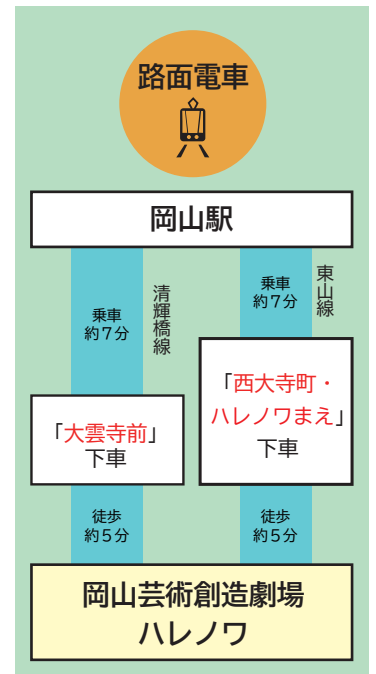 路面電車
岡山駅
乗車
約7分
清輝橋線
乗車
約7分
東山線
「大雲寺前」
下車
「西大寺町・
ハレノワまえ」
下車
徒歩
約5分
徒歩
約5分
岡山芸術創造劇場
ハレノワ